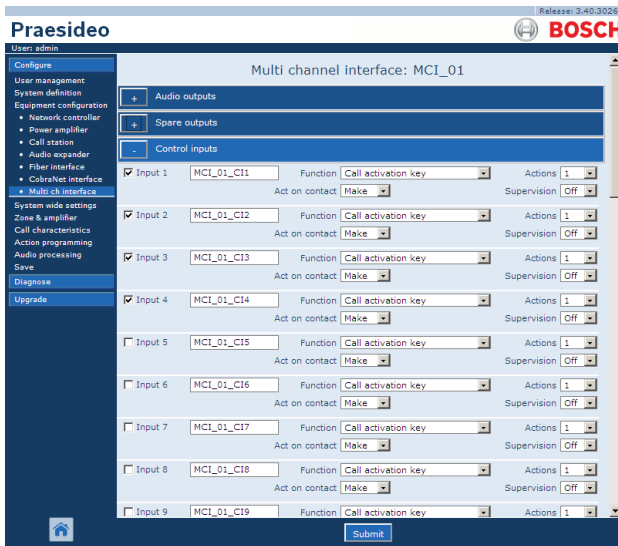 Release: 3.40.3026
Praesideo
BOSCH
User: admin
Configure
User management
System definition
Equipment configuration
• Network controller
• Power amplifier
• Call station
• Audio expander
• Fiber interface
• CobraNet interface
• Multi ch interface
System wide settings
Zone & amplifier
Call characteristics
Action programming
Audio processing
Save
Diagnose
Upgrade
Multi channel interface: MCI_01
+ Audio outputs
+ Spare outputs
- Control inputs
Input 1 MCI_01_CI1 Function Call activation key Actions 1
Act on contact Make Supervision Off
Input 2 MCI_01_CI2 Function Call activation key Actions 1
Act on contact Make Supervision Off
Input 3 MCI_01_CI3 Function Call activation key Actions 1
Act on contact Make Supervision Off
Input 4 MCI_01_CI4 Function Call activation key Actions 1
Act on contact Make Supervision Off
Input 5 MCI_01_CI5 Function Call activation key Actions 1
Act on contact Make Supervision Off
Input 6 MCI_01_CI6 Function Call activation key Actions 1
Act on contact Make Supervision Off
Input 7 MCI_01_CI7 Function Call activation key Actions 1
Act on contact Make Supervision Off
Input 8 MCI_01_CI8 Function Call activation key Actions 1
Act on contact Make Supervision Off
Input 9 MCI_01_CI9 Function Call activation key Actions 1
Submit